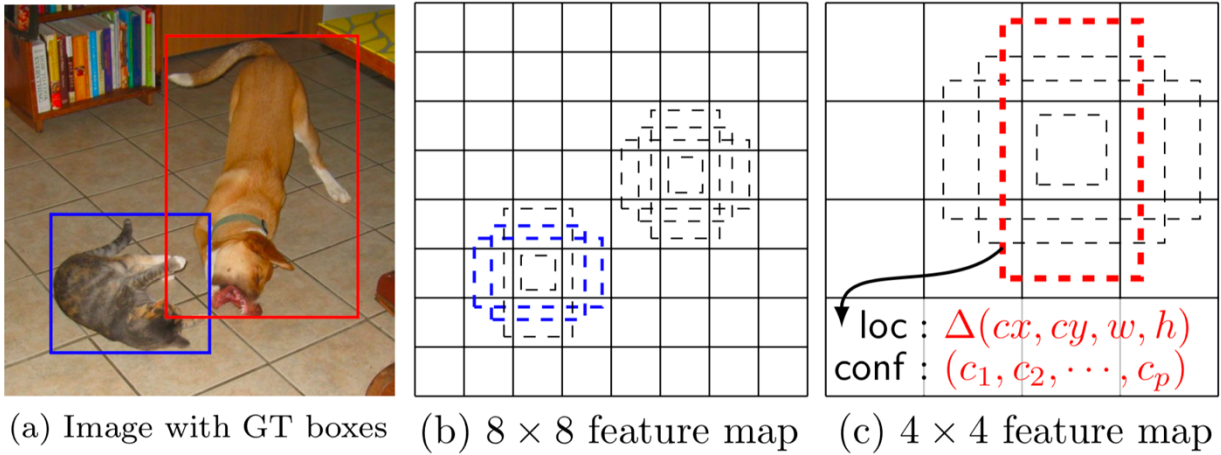 loc : Δ(cx, cy, w, h)
conf : (c₁, c₂, ⋯, cₚ)
(a) Image with GT boxes
(b) 8 × 8 feature map
(c) 4 × 4 feature map